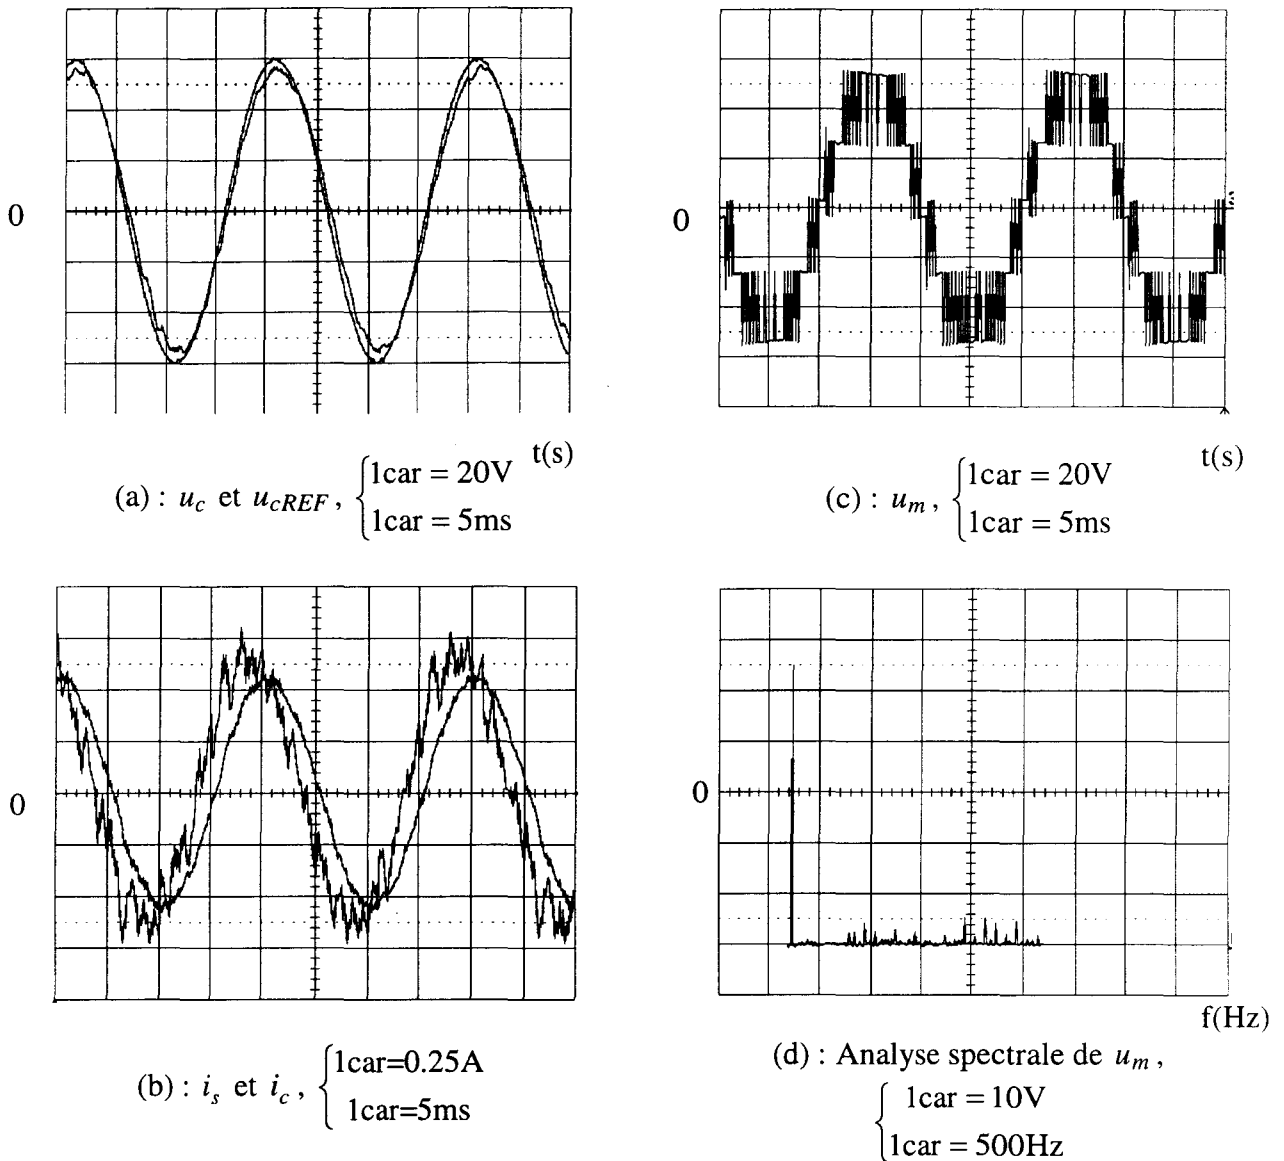 0
t(s)
(a) : u_c et u_cREF, { 1car = 20V
1car = 5ms
0
t(s)
(c) : u_m, { 1car = 20V
1car = 5ms
0
(b) : i_s et i_c, { 1car=0.25A
1car=5ms
0
f(Hz)
(d) : Analyse spectrale de u_m,
{ 1car = 10V
1car = 500Hz